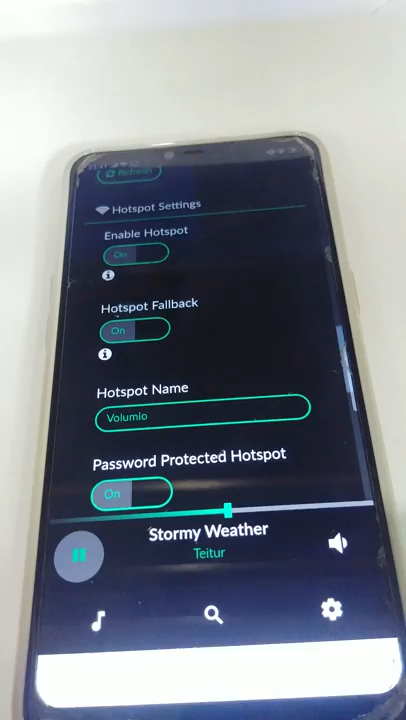 Refresh
Hotspot Settings
Enable Hotspot
On
Hotspot Fallback
On
Hotspot Name
Volumio
Password Protected Hotspot
On
Stormy Weather
Teitur